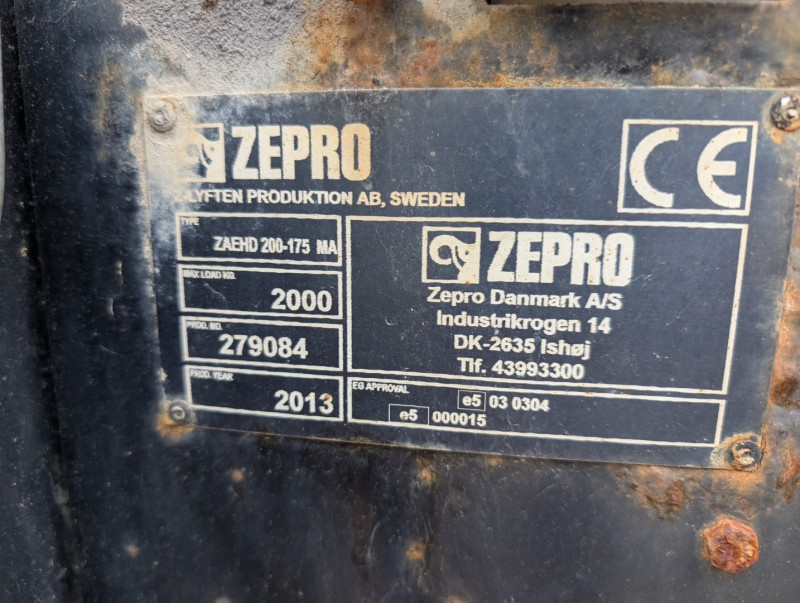 ZEPRO
Z-LYFTEN PRODUKTION AB, SWEDEN
CE
TYPE
ZAEHD 200-175 MA
MAX LOAD KG.
2000
PROD. NO.
279084
PROD. YEAR
2013
ZEPRO
Zepro Danmark A/S
Industrikrogen 14
DK-2635 Ishøj
Tlf. 43993300
EG APPROVAL
e5 03 0304
e5 000015